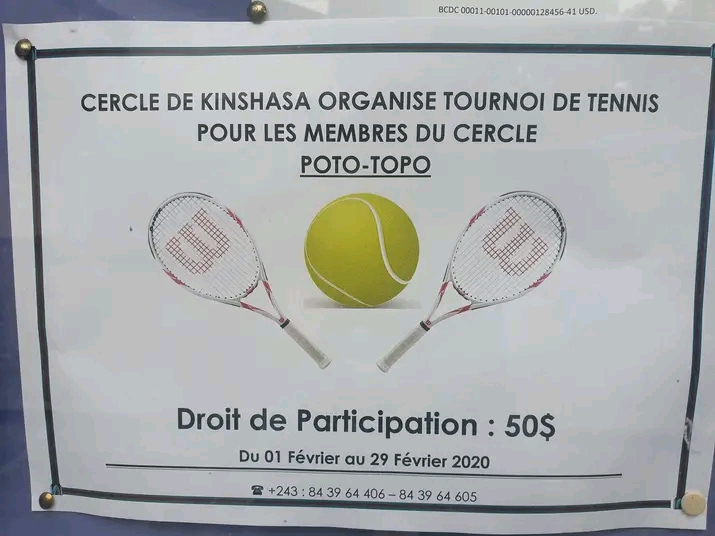 BCDC 00011-00101-00000128456-41 USD.
CERCLE DE KINSHASA ORGANISE TOURNOI DE TENNIS
POUR LES MEMBRES DU CERCLE
POTO-TOPO
Droit de Participation : 50$
Du 01 Février au 29 Février 2020
☎ +243 : 84 39 64 406 – 84 39 64 605